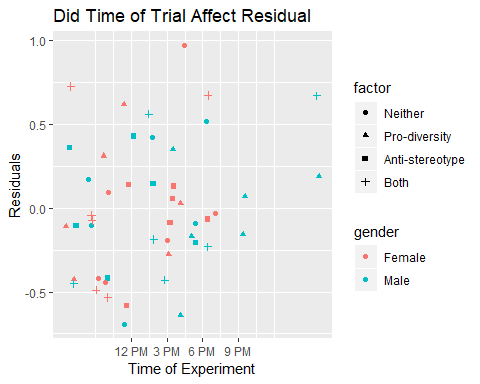 Did Time of Trial Affect Residual
1.0
0.5
0.0
-0.5
Residuals
12 PM 3 PM 6 PM 9 PM
Time of Experiment
factor
Neither
Pro-diversity
Anti-stereotype
Both
gender
Female
Male